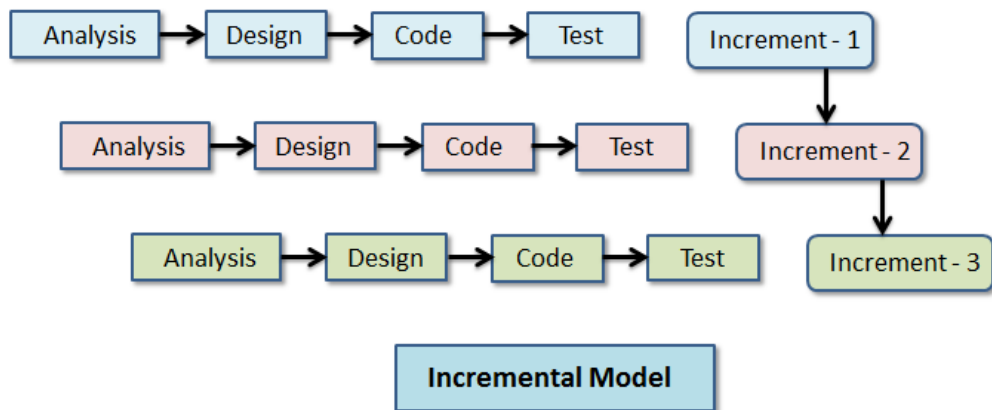 Analysis Design Code Test Increment - 1
Analysis Design Code Test Increment - 2
Analysis Design Code Test Increment - 3
Incremental Model